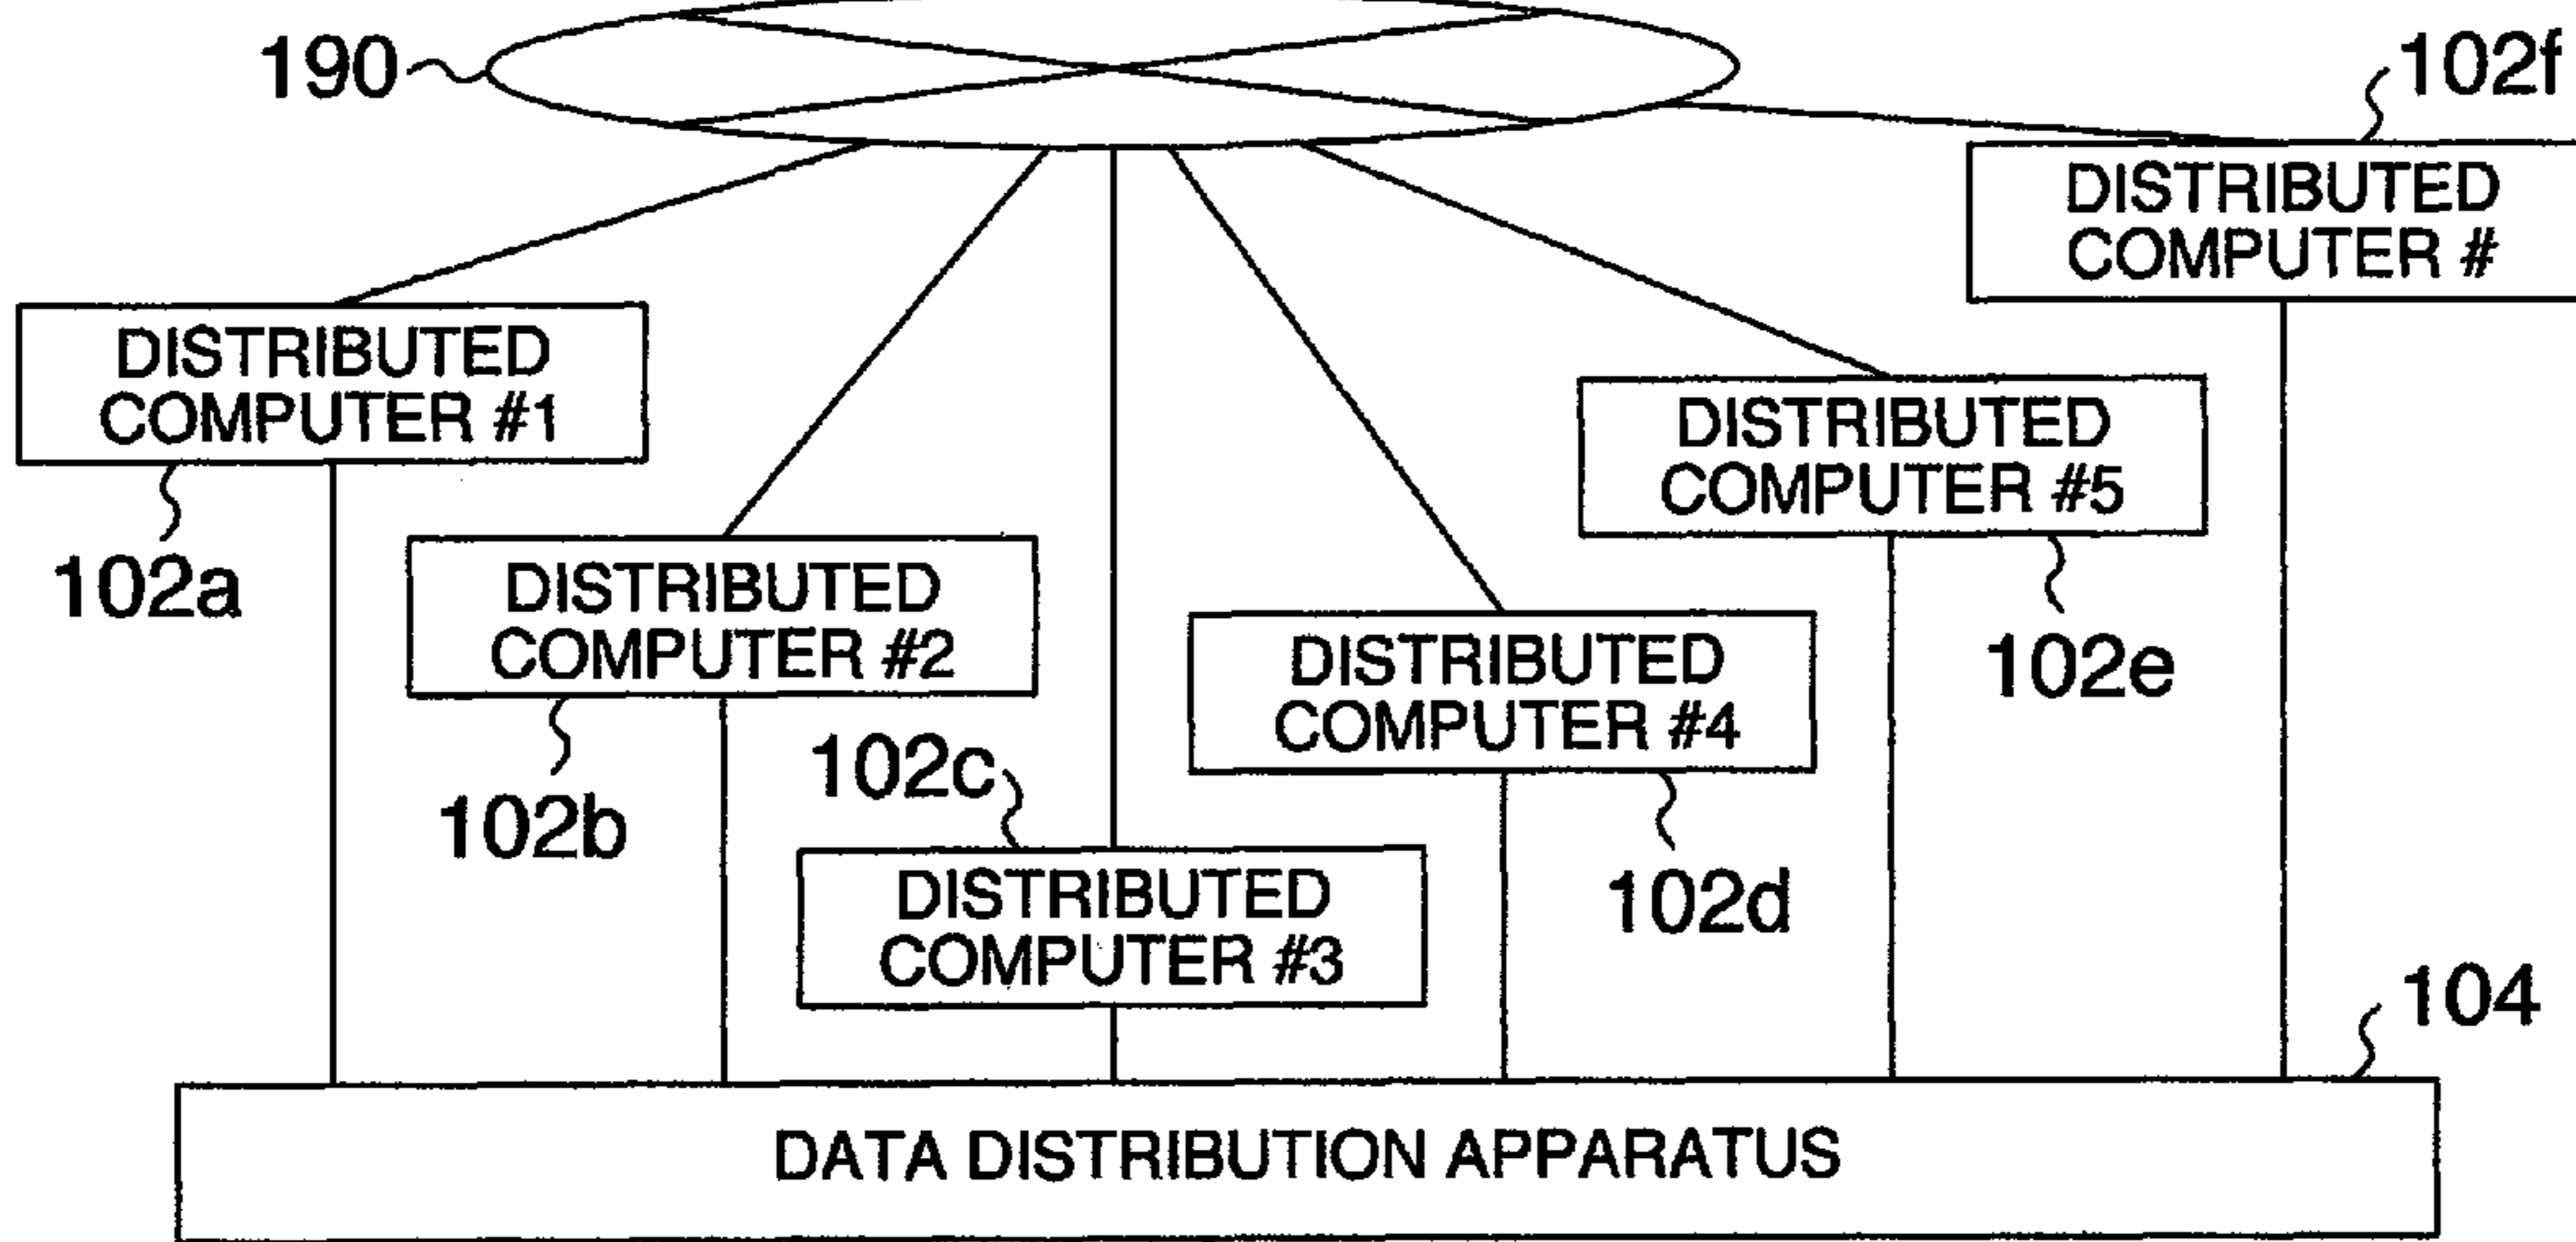 190
102f
DISTRIBUTED
COMPUTER #
DISTRIBUTED
COMPUTER #1
102a
DISTRIBUTED
COMPUTER #5
102e
DISTRIBUTED
COMPUTER #2
102b
DISTRIBUTED
COMPUTER #4
102d
102c
DISTRIBUTED
COMPUTER #3
104
DATA DISTRIBUTION APPARATUS